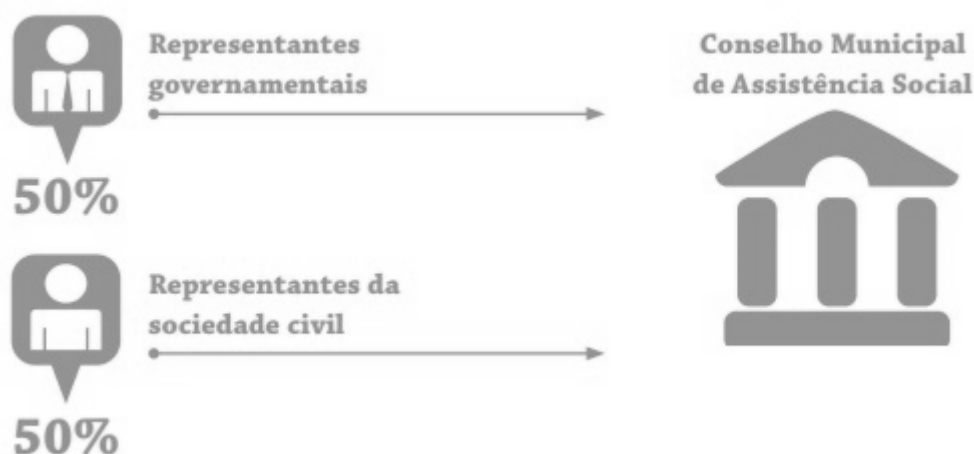 Representantes
governamentais
50%
Representantes da
sociedade civil
50%
Conselho Municipal
de Assistência Social